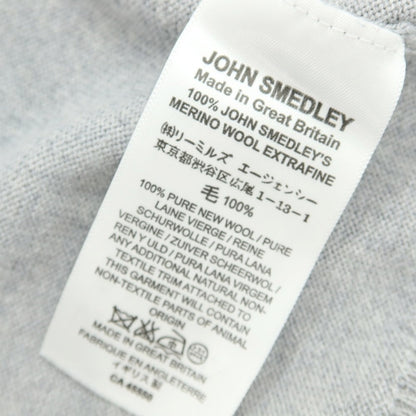 JOHN SMEDLEY
Made in Great Britain
100% JOHN SMEDLEY'S
MERINO WOOL EXTRAFINE
(株)リーミルズ エージェンシー
東京都渋谷区広尾1-13-1
毛 100%
100% PURE NEW WOOL / PURE
LAINE VIERGE / REINE
SCHURWOLLE / PURA LANA
VERGINE / ZUIVER SCHEERWOL /
REN Y ULD / PURA LANA VIRGEM
ANY ADDITIONAL NATURAL NON-
TEXTILE TRIM ATTACHED TO
THIS GARMENT WILL CONTAIN
NON-TEXTILE PARTS OF ANIMAL
ORIGIN
MADE IN GREAT BRITAIN
FABRIQUE EN ANGLETERRE
イギリス製
CA 45550